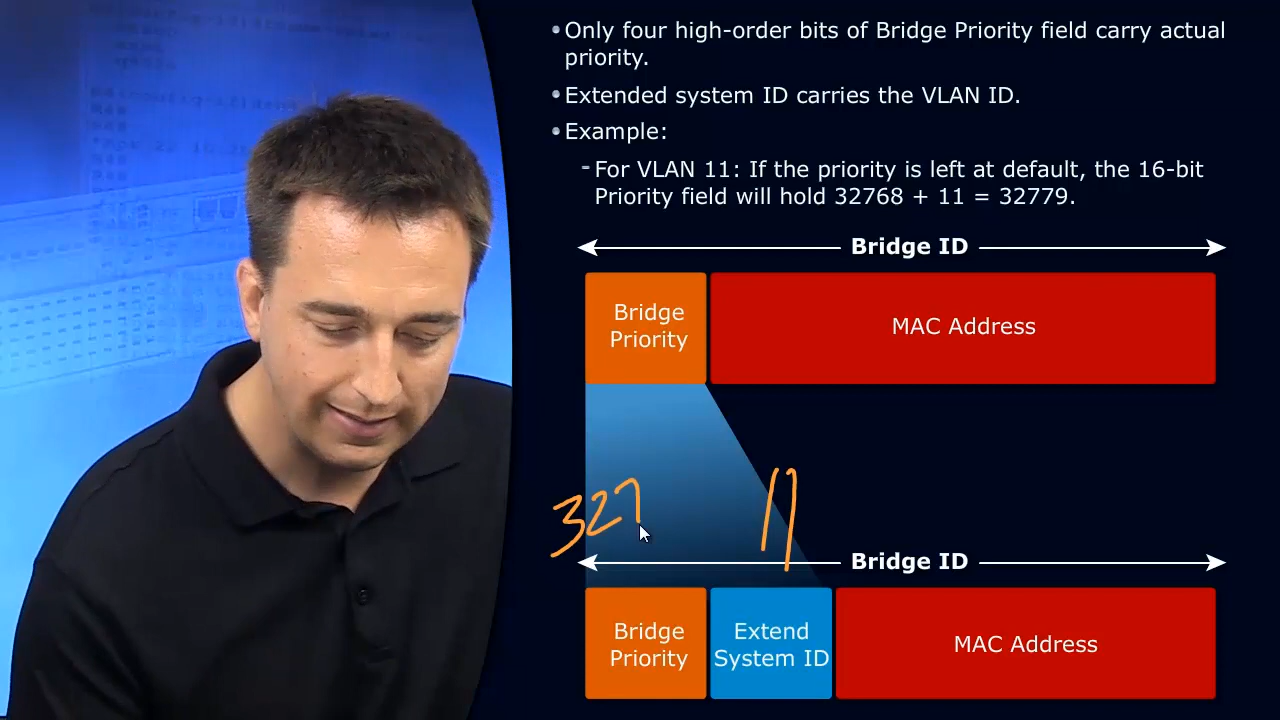 •Only four high-order bits of Bridge Priority field carry actual
priority.
•Extended system ID carries the VLAN ID.
•Example:
-For VLAN 11: If the priority is left at default, the 16-bit
Priority field will hold 32768 + 11 = 32779.
Bridge ID
Bridge
Priority
MAC Address
327
11
Bridge ID
Bridge
Priority
Extend
System ID
MAC Address